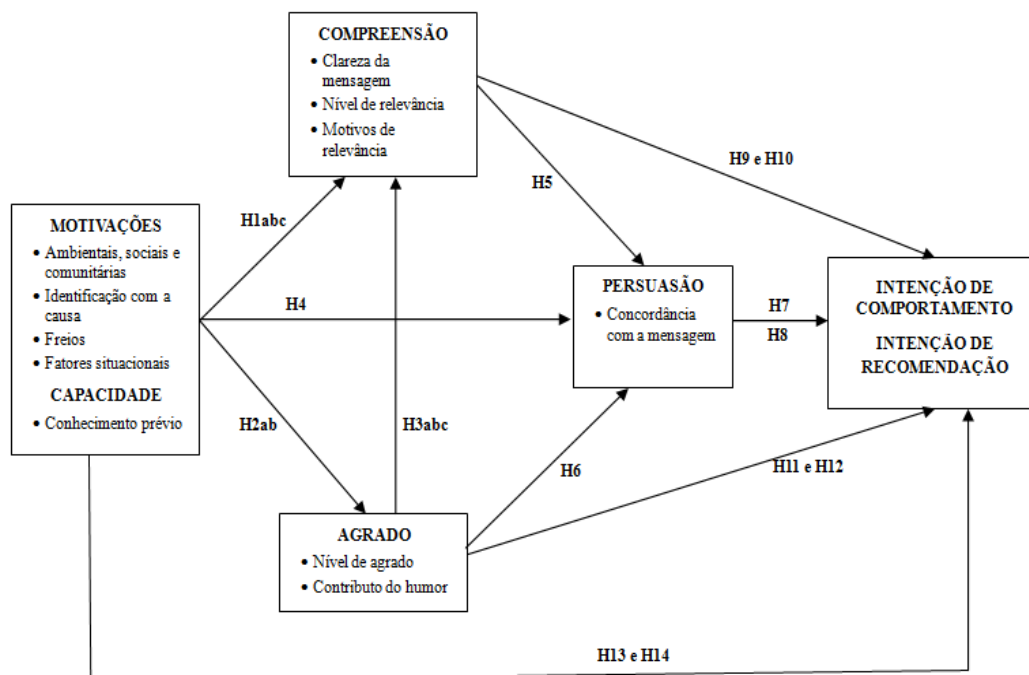 COMPREENSÃO
• Clareza da
mensagem
• Nível de relevância
• Motivos de
relevância
H9 e H10
H5
H1abc
MOTIVAÇÕES
• Ambientais, sociais e
comunitárias
• Identificação com a
causa
• Freios
• Fatores situacionais
CAPACIDADE
• Conhecimento prévio
H4
PERSUASÃO
• Concordância
com a mensagem
H7
H8
INTENÇÃO DE
COMPORTAMENTO
INTENÇÃO DE
RECOMENDAÇÃO
H2ab
H3abc
H6
H11 e H12
AGRADO
• Nível de agrado
• Contributo do humor
H13 e H14